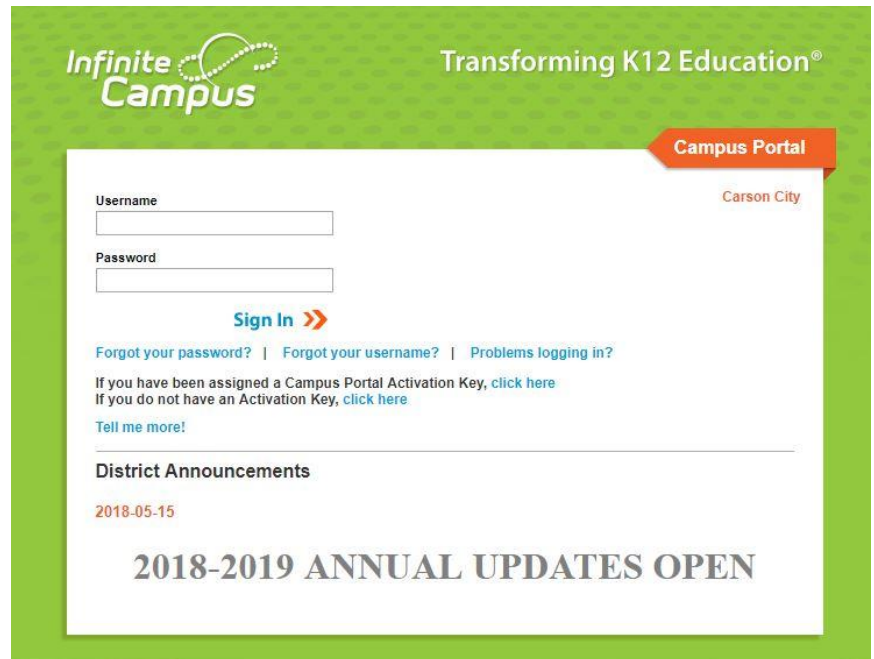 Infinite
Campus
Transforming K12 Education®
Campus Portal
Carson City
Username
Password
Sign In
Forgot your password? | Forgot your username? | Problems logging in?
If you have been assigned a Campus Portal Activation Key, click here
If you do not have an Activation Key, click here
Tell me more!
District Announcements
2018-05-15
2018-2019 ANNUAL UPDATES OPEN